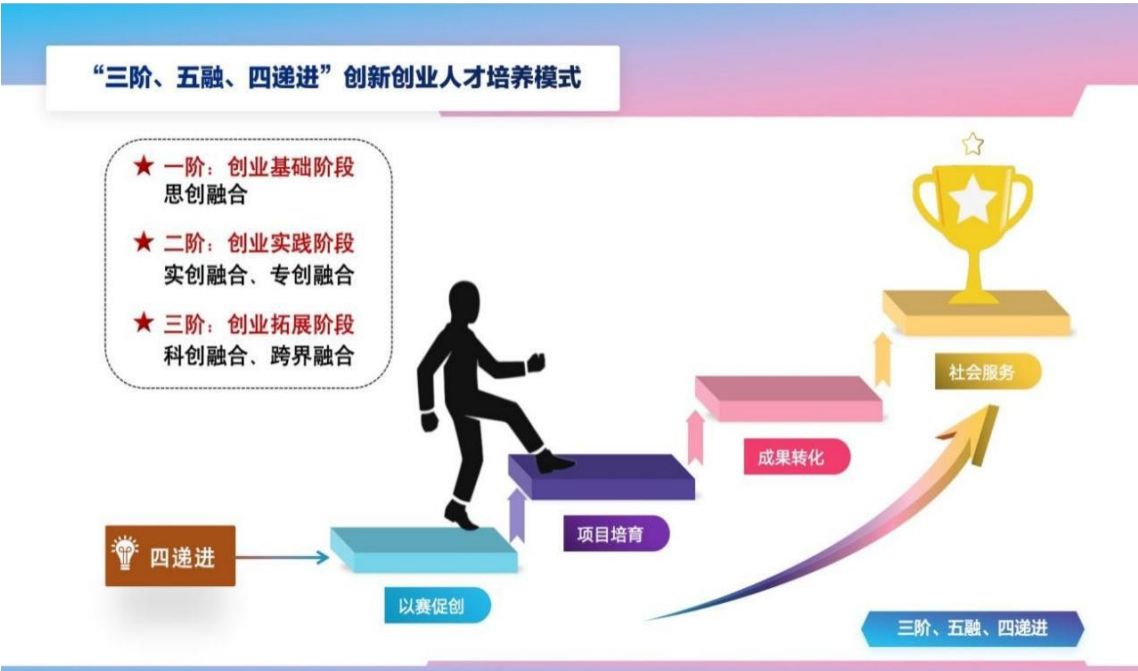 “三阶、五融、四递进”创新创业人才培养模式
★ 一阶：创业基础阶段
思创融合
★ 二阶：创业实践阶段
实创融合、专创融合
★ 三阶：创业拓展阶段
科创融合、跨界融合
社会服务
成果转化
项目培育
四递进
以赛促创
三阶、五融、四递进